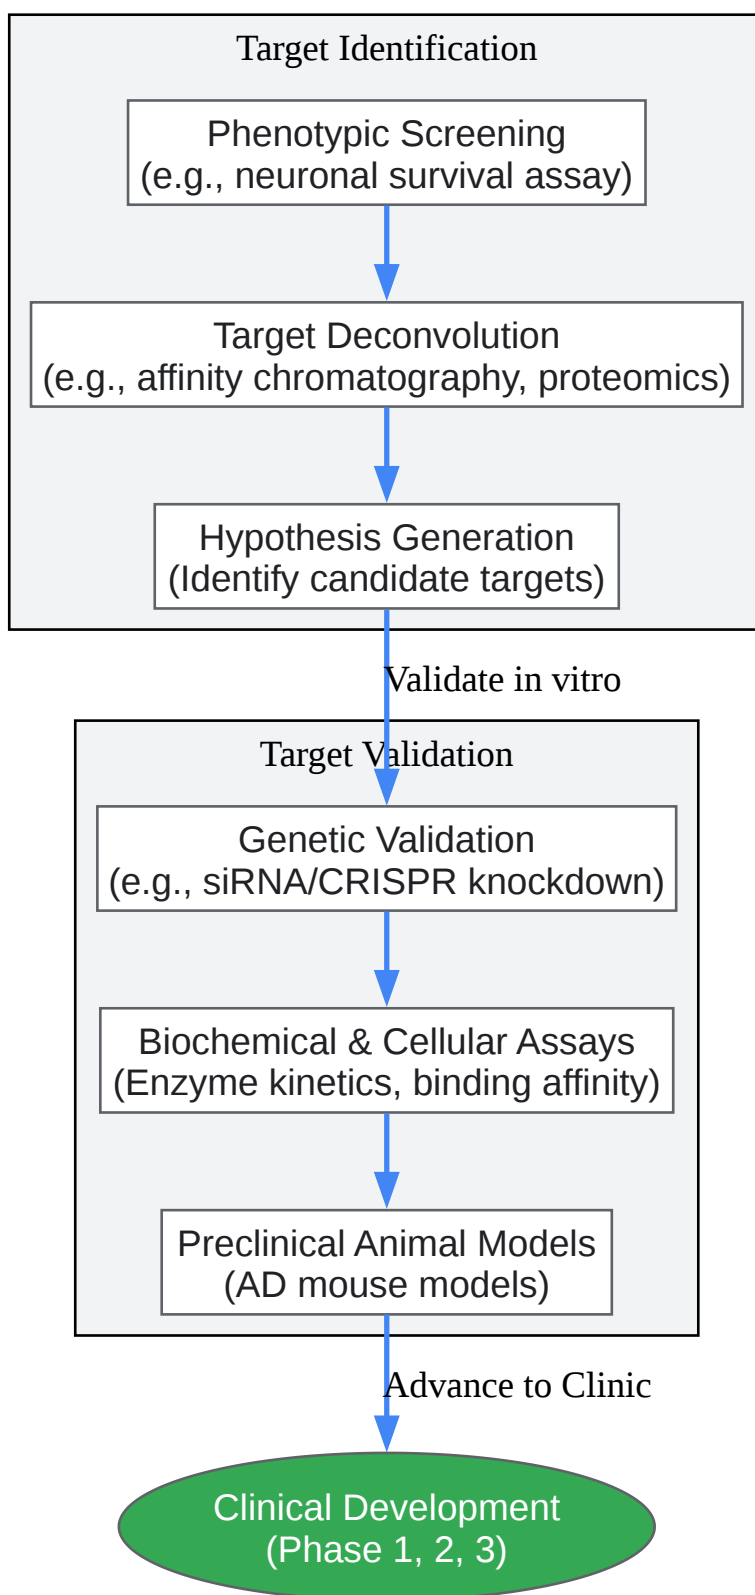 Target Identification
Phenotypic Screening
(e.g., neuronal survival assay)
Target Deconvolution
(e.g., affinity chromatography, proteomics)
Hypothesis Generation
(Identify candidate targets)
Validate in vitro
Target Validation
Genetic Validation
(e.g., siRNA/CRISPR knockdown)
Biochemical & Cellular Assays
(Enzyme kinetics, binding affinity)
Preclinical Animal Models
(AD mouse models)
Advance to Clinic
Clinical Development
(Phase 1, 2, 3)